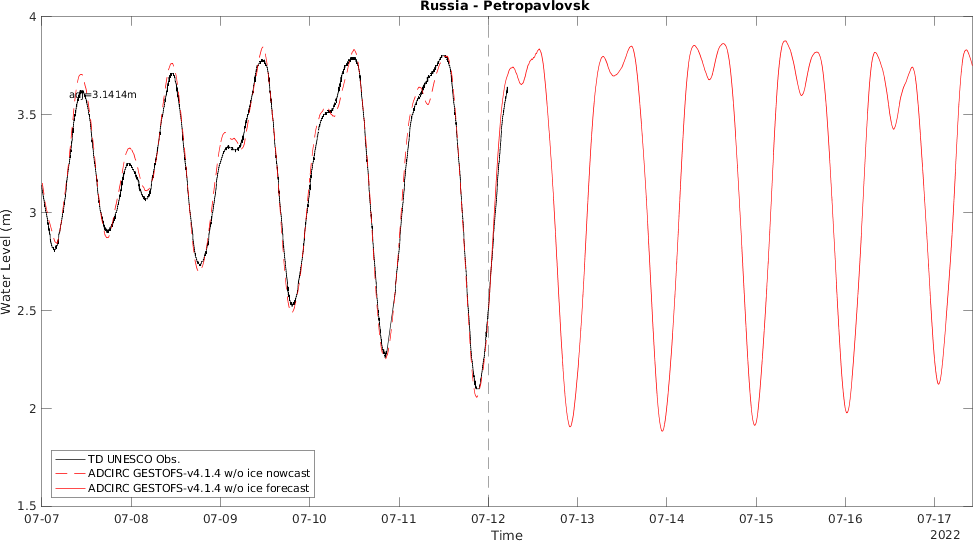 Russia - Petropavlovsk
4
3.5
3
2.5
2
1.5
Water Level (m)
=3.1414m
TD UNESCO Obs.
ADCIRC GESTOFS-v4.1.4 w/o ice nowcast
ADCIRC GESTOFS-v4.1.4 w/o ice forecast
07-07 07-08 07-09 07-10 07-11 07-12 07-13 07-14 07-15 07-16 07-17
Time
2022